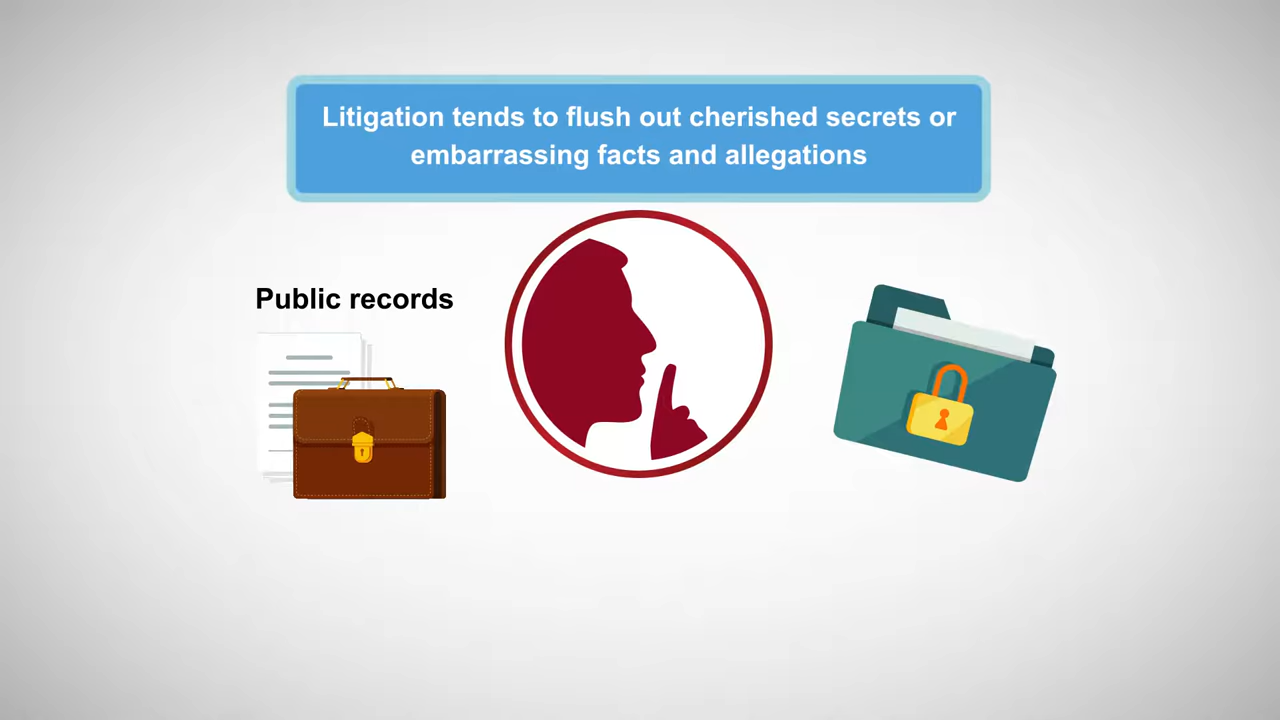 Litigation tends to flush out cherished secrets or
embarrassing facts and allegations
Public records